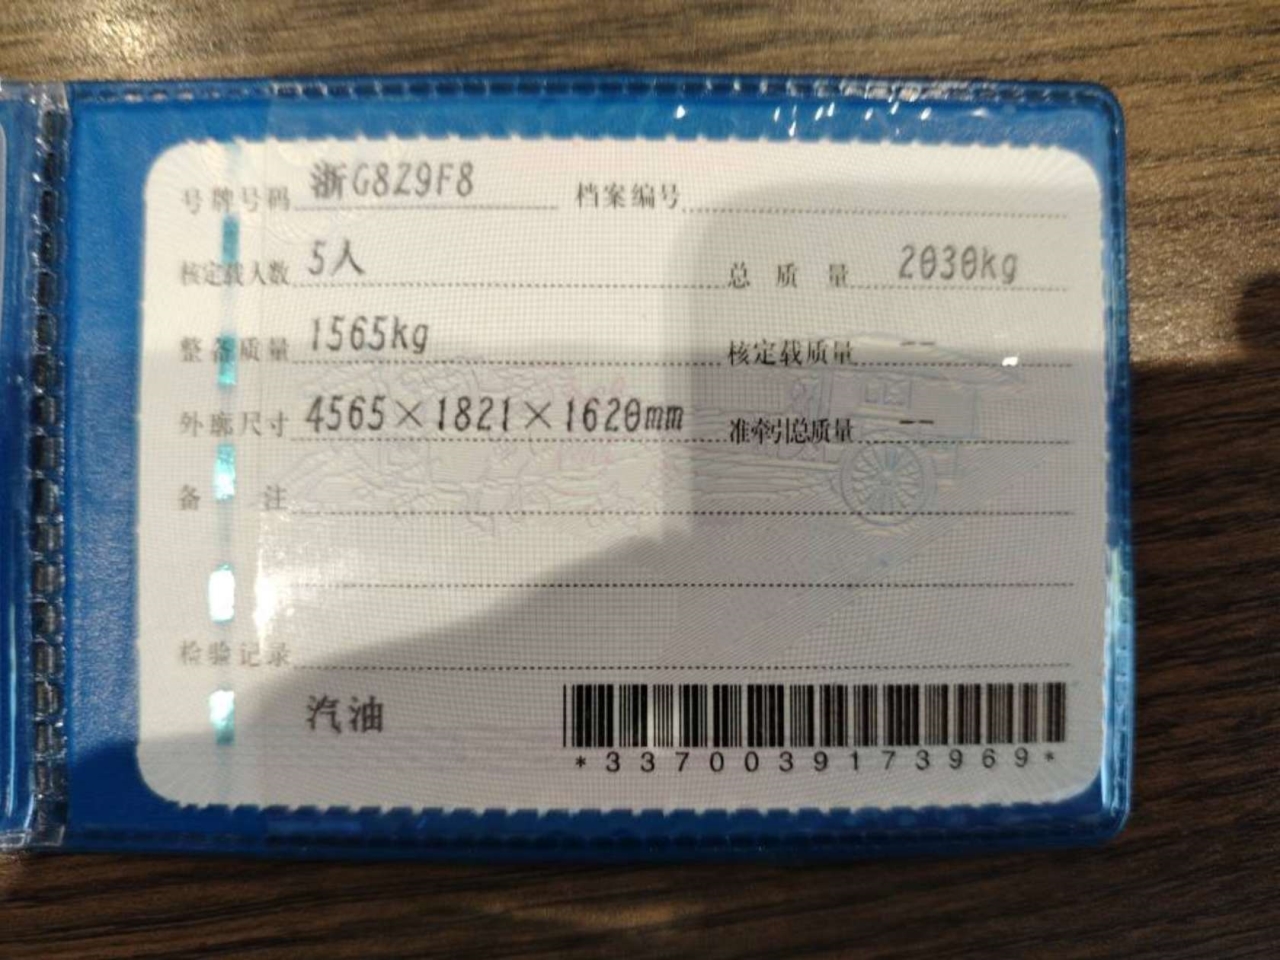 号牌号码 浙G8Z9F8 档案编号
核定载人数 5人 总质量 2030kg
整备质量 1565kg 核定载质量 --
外廓尺寸 4565×1821×1620mm 准牵引总质量 --
备注
检验记录
汽油
*3370039173969*